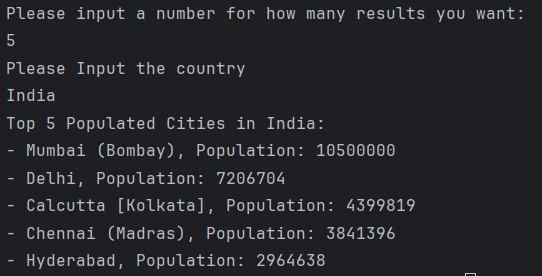 Please input a number for how many results you want:
5
Please Input the country
India
Top 5 Populated Cities in India:
- Mumbai (Bombay), Population: 10500000
- Delhi, Population: 7206704
- Calcutta [Kolkata], Population: 4399819
- Chennai (Madras), Population: 3841396
- Hyderabad, Population: 2964638